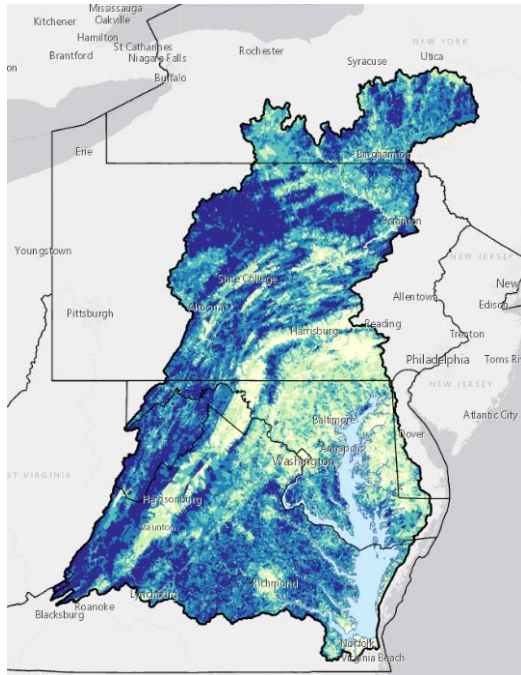 Mississauga
Kitchener
Oakville
Hamilton
Brantford
St Catharines
Niagara Falls
Buffalo
Rochester
Syracuse
NEW YORK
Utica
on
Erie
Binghamton
Scranton
Youngstown
State College
Pittsburgh
Altoona
Harrisburg
Reading
Allentown
NEW JERSEY
New
Edison
Trenton
Philadelphia
Toms Riv
NEW JERSEY
Baltimore
Atlantic City
Annapolis
Dover
Washington
ST VIRGINIA
Harrisonburg
Staunton
Richmond
Lynchburg
Roanoke
Blacksburg
Norfolk
Virginia Beach